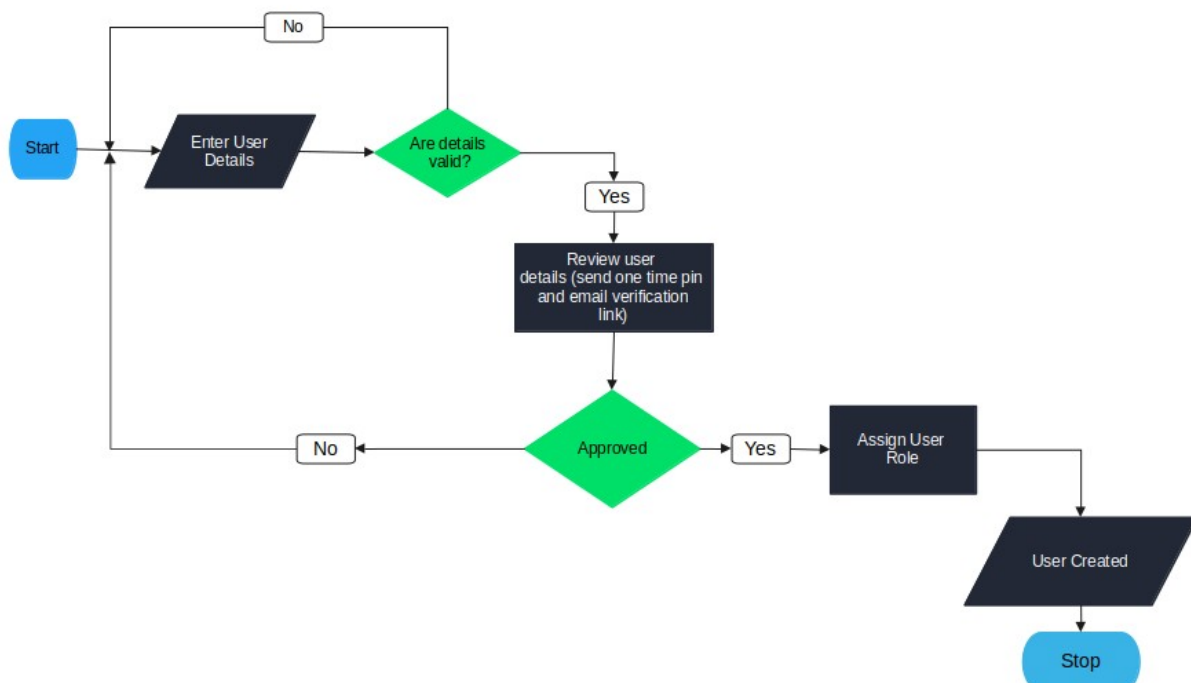 No
Start
Enter User
Details
Are details
valid?
Yes
Review user
details (send one time pin
and email verification
link)
No
Approved
Yes
Assign User
Role
User Created
Stop